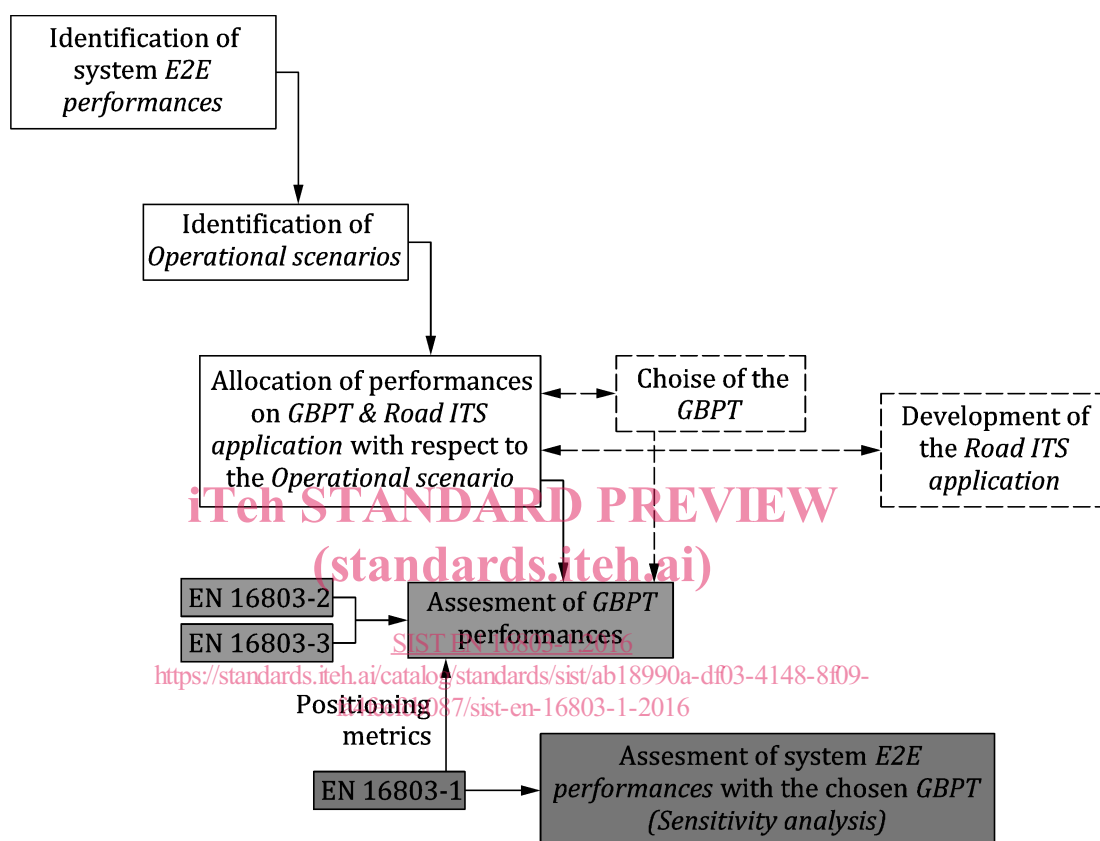 Identification of
system E2E
performances
Identification of
Operational scenarios
Allocation of performances
on GBPT & Road ITS
application with respect to
the Operational scenario
Choise of the
GBPT
Development of
the Road ITS
application
iTeh STANDARD PREVIEW
(standards.iteh.ai)
EN 16803-2
EN 16803-3
Assesment of GBPT
performances
SIST EN 16803-1:2016
https://standards.iteh.ai/catalog/standards/sist/ab18990a-df03-4148-8f09-
087/sist-en-16803-1-2016
Positioning
metrics
EN 16803-1
Assesment of system E2E
performances with the chosen GBPT
(Sensitivity analysis)